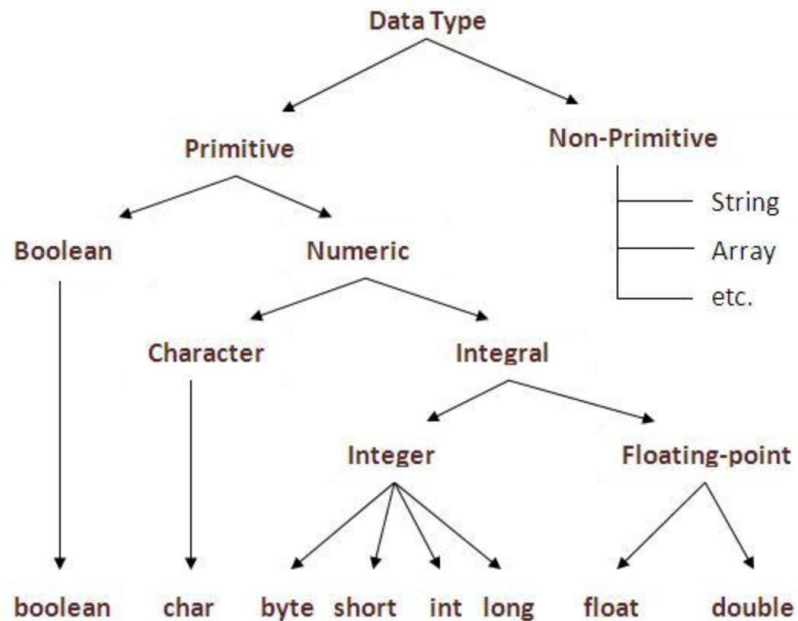 Data Type
Primitive
Non-Primitive
String
Boolean
Numeric
Array
etc.
Character
Integral
Integer
Floating-point
boolean
char
byte
short
int
long
float
double